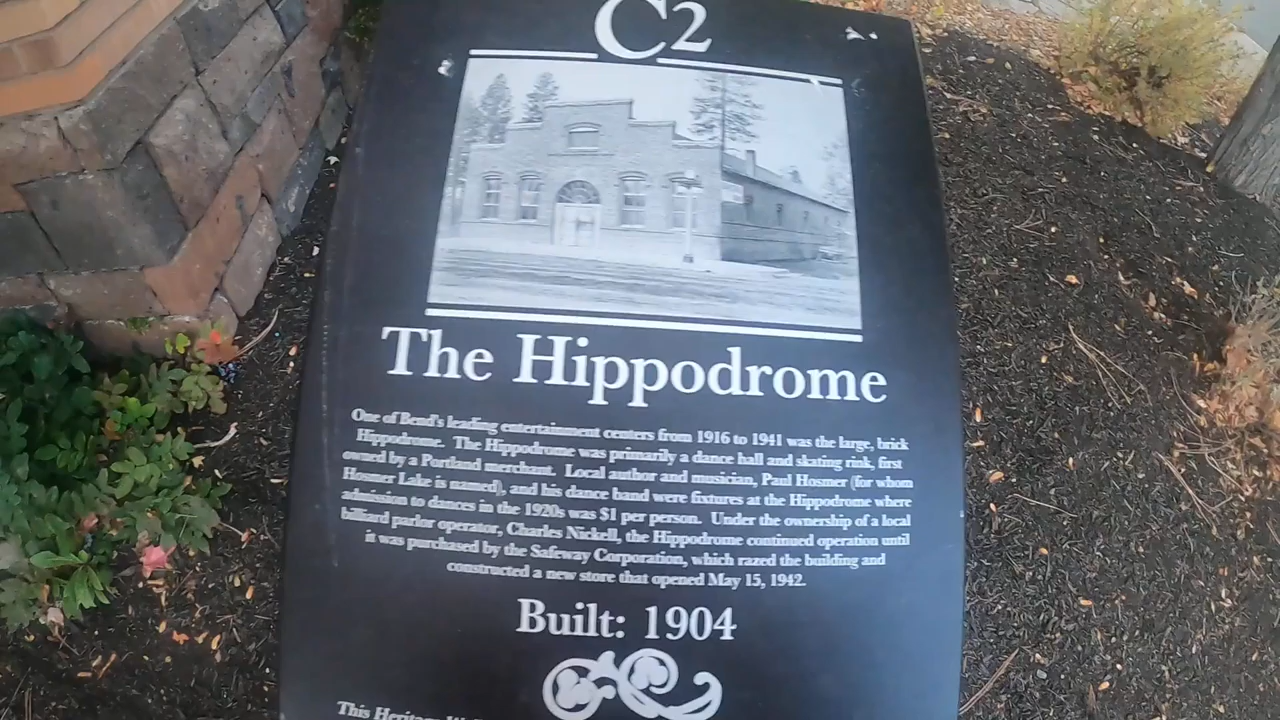 C2
The Hippodrome
One of Bend's leading entertainment centers from 1916 to 1941 was the large, brick
Hippodrome. The Hippodrome was primarily a dance hall and skating rink, first
owned by a Portland merchant. Local author and musician, Paul Hosmer (for whom
Hosmer Lake is named), and his dance band were fixtures at the Hippodrome where
admission to dances in the 1920s was $1 per person. Under the ownership of a local
billiard parlor operator, Charles Nickell, the Hippodrome continued operation until
it was purchased by the Safeway Corporation, which razed the building and
constructed a new store that opened May 15, 1942.
Built: 1904
This